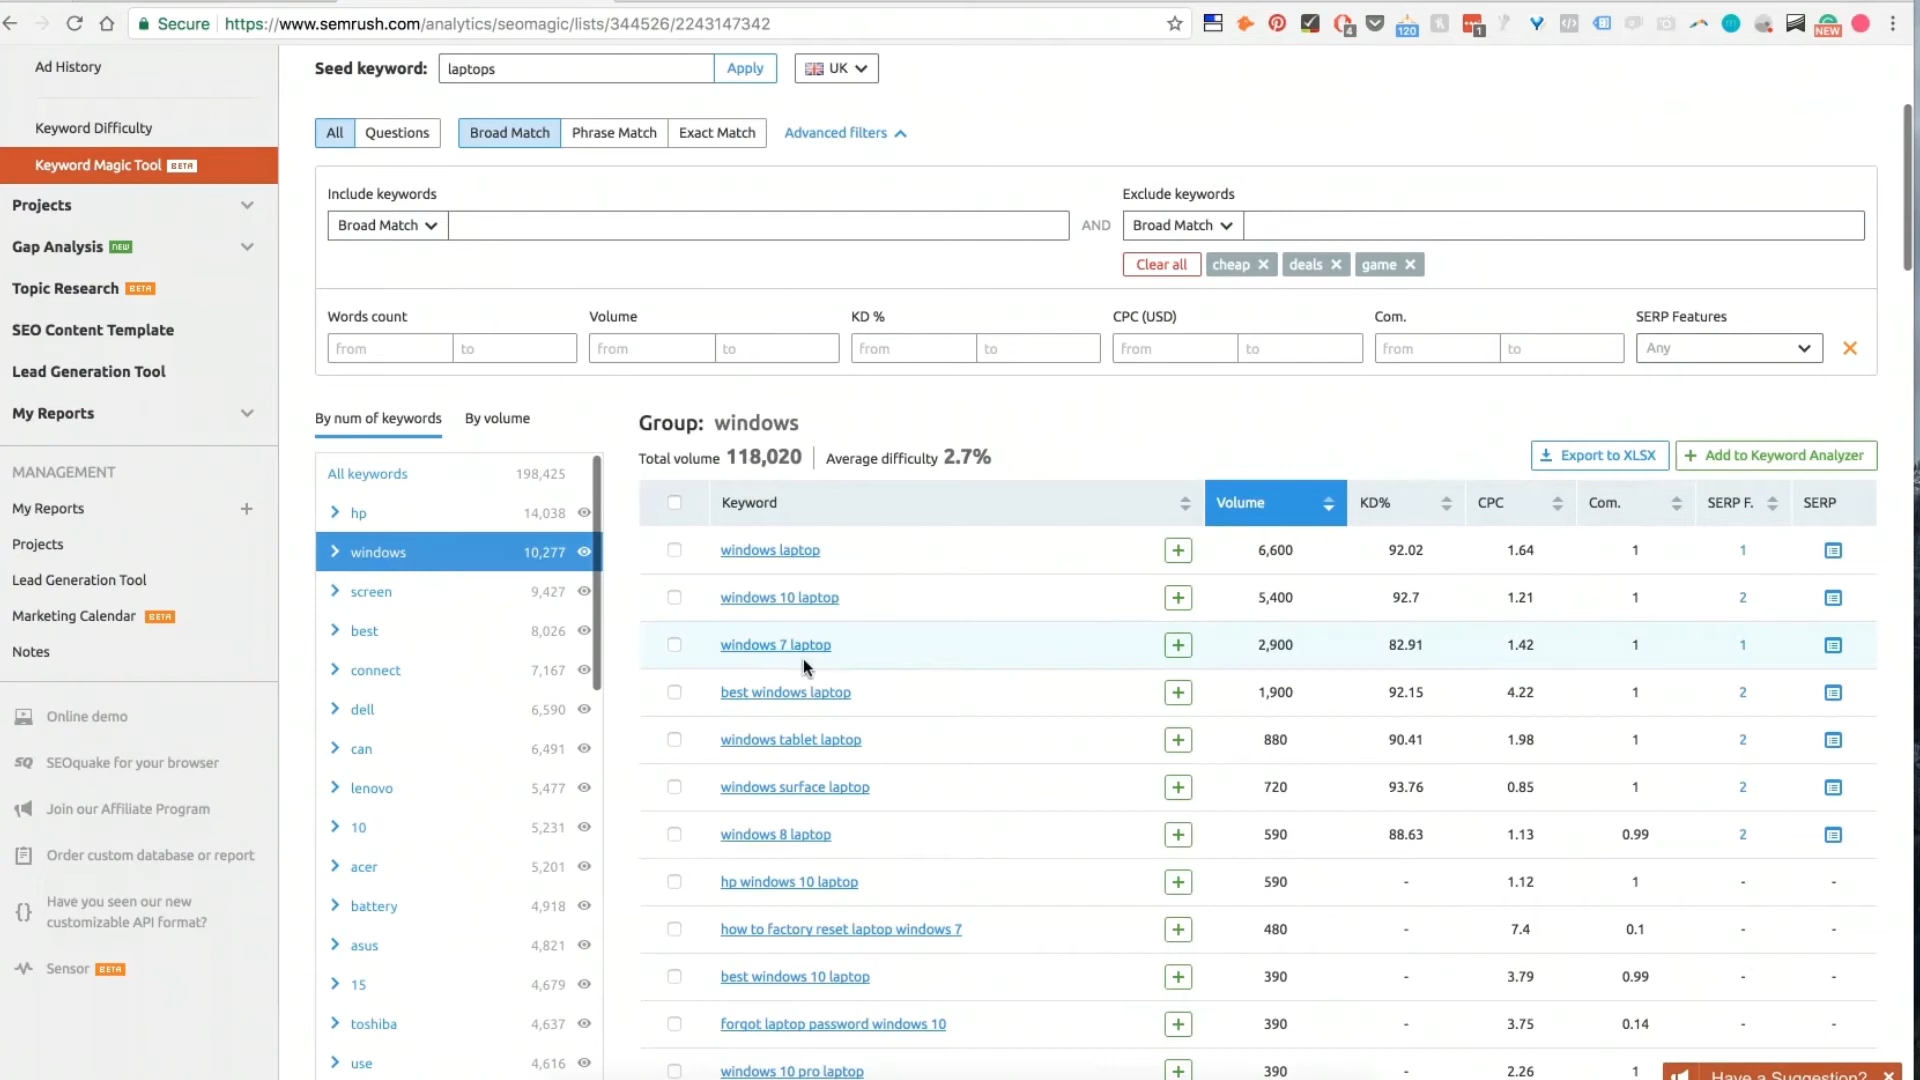 Secure https://www.semrush.com/analytics/seomagic/lists/344526/2243147342
4
120
1
NEW
Ad History
Keyword Difficulty
Keyword Magic Tool BETA
Projects
Gap Analysis NEW
Topic Research BETA
SEO Content Template
Lead Generation Tool
My Reports
MANAGEMENT
My Reports +
Projects
Lead Generation Tool
Marketing Calendar BETA
Notes
Online demo
SQ SEOquake for your browser
Join our Affiliate Program
Order custom database or report
{} Have you seen our new
customizable API format?
Sensor BETA
Seed keyword: laptops Apply UK
All Questions Broad Match Phrase Match Exact Match Advanced filters
Include keywords Exclude keywords
Broad Match AND Broad Match
Clear all cheap × deals × game ×
Words count Volume KD % CPC (USD) Com. SERP Features
from to from to from to from to from to Any ×
By num of keywords By volume
All keywords 198,425
hp 14,038
windows 10,277
screen 9,427
best 8,026
connect 7,167
dell 6,590
can 6,491
lenovo 5,477
10 5,231
acer 5,201
battery 4,918
asus 4,821
15 4,679
toshiba 4,637
use 4,616
Group: windows
Total volume 118,020 Average difficulty 2.7% Export to XLSX + Add to Keyword Analyzer
Keyword Volume KD% CPC Com. SERP F. SERP
windows laptop + 6,600 92.02 1.64 1 1
windows 10 laptop + 5,400 92.7 1.21 1 2
windows 7 laptop + 2,900 82.91 1.42 1 1
best windows laptop + 1,900 92.15 4.22 1 2
windows tablet laptop + 880 90.41 1.98 1 2
windows surface laptop + 720 93.76 0.85 1 2
windows 8 laptop + 590 88.63 1.13 0.99 2
hp windows 10 laptop + 590 - 1.12 1 - -
how to factory reset laptop windows 7 + 480 - 7.4 0.1 - -
best windows 10 laptop + 390 - 3.79 0.99 - -
forgot laptop password windows 10 + 390 - 3.75 0.14 - -
windows 10 pro laptop + 390 - 2.26 1
Have a Suggestion? ×